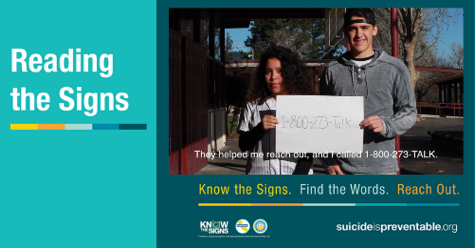 Reading
the Signs
1-800-273-Talk
They helped me reach out, and I called 1-800-273-TALK.
Know the Signs. Find the Words. Reach Out.
KNOW
THE SIGNS
suicideispreventable.org